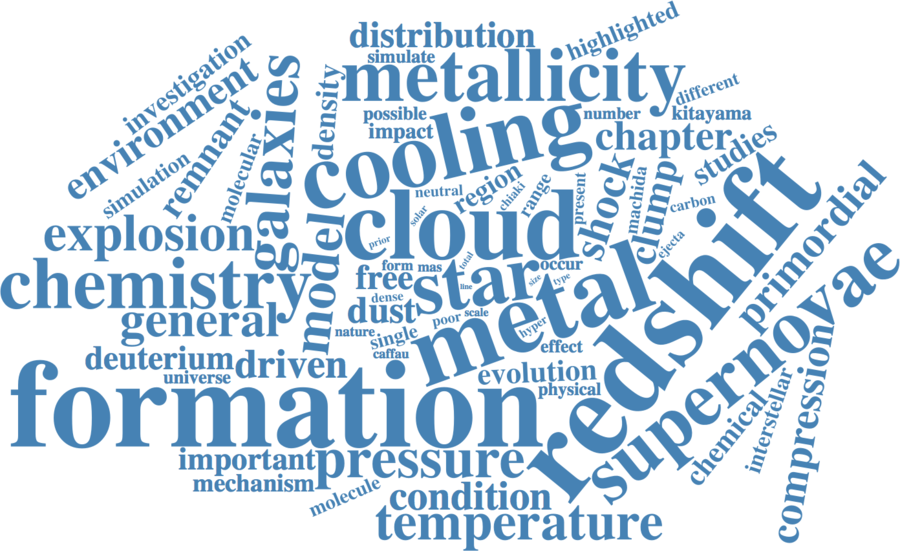 highlighted
distribution
simulate
investigation
environment
galaxies
density
metallicity
different
possible
number
kitayama
impact
cooling
chapter
studies
simulation
remnant
molecular
neutral
region
chiaki
range
present
shock
machida
clump
carbon
solar
cloud
prior
total
explosion
model
ejecta
redshift
primordial
chemistry
free
form
mas
star
occur
size
type
line
metal
supernovae
general
dust
dense
nature
single
poor
scale
hyper
caffau
effect
deuterium
universe
driven
evolution
physical
compression
formation
chemical
interstellar
important
pressure
mechanism
molecule
condition
temperature